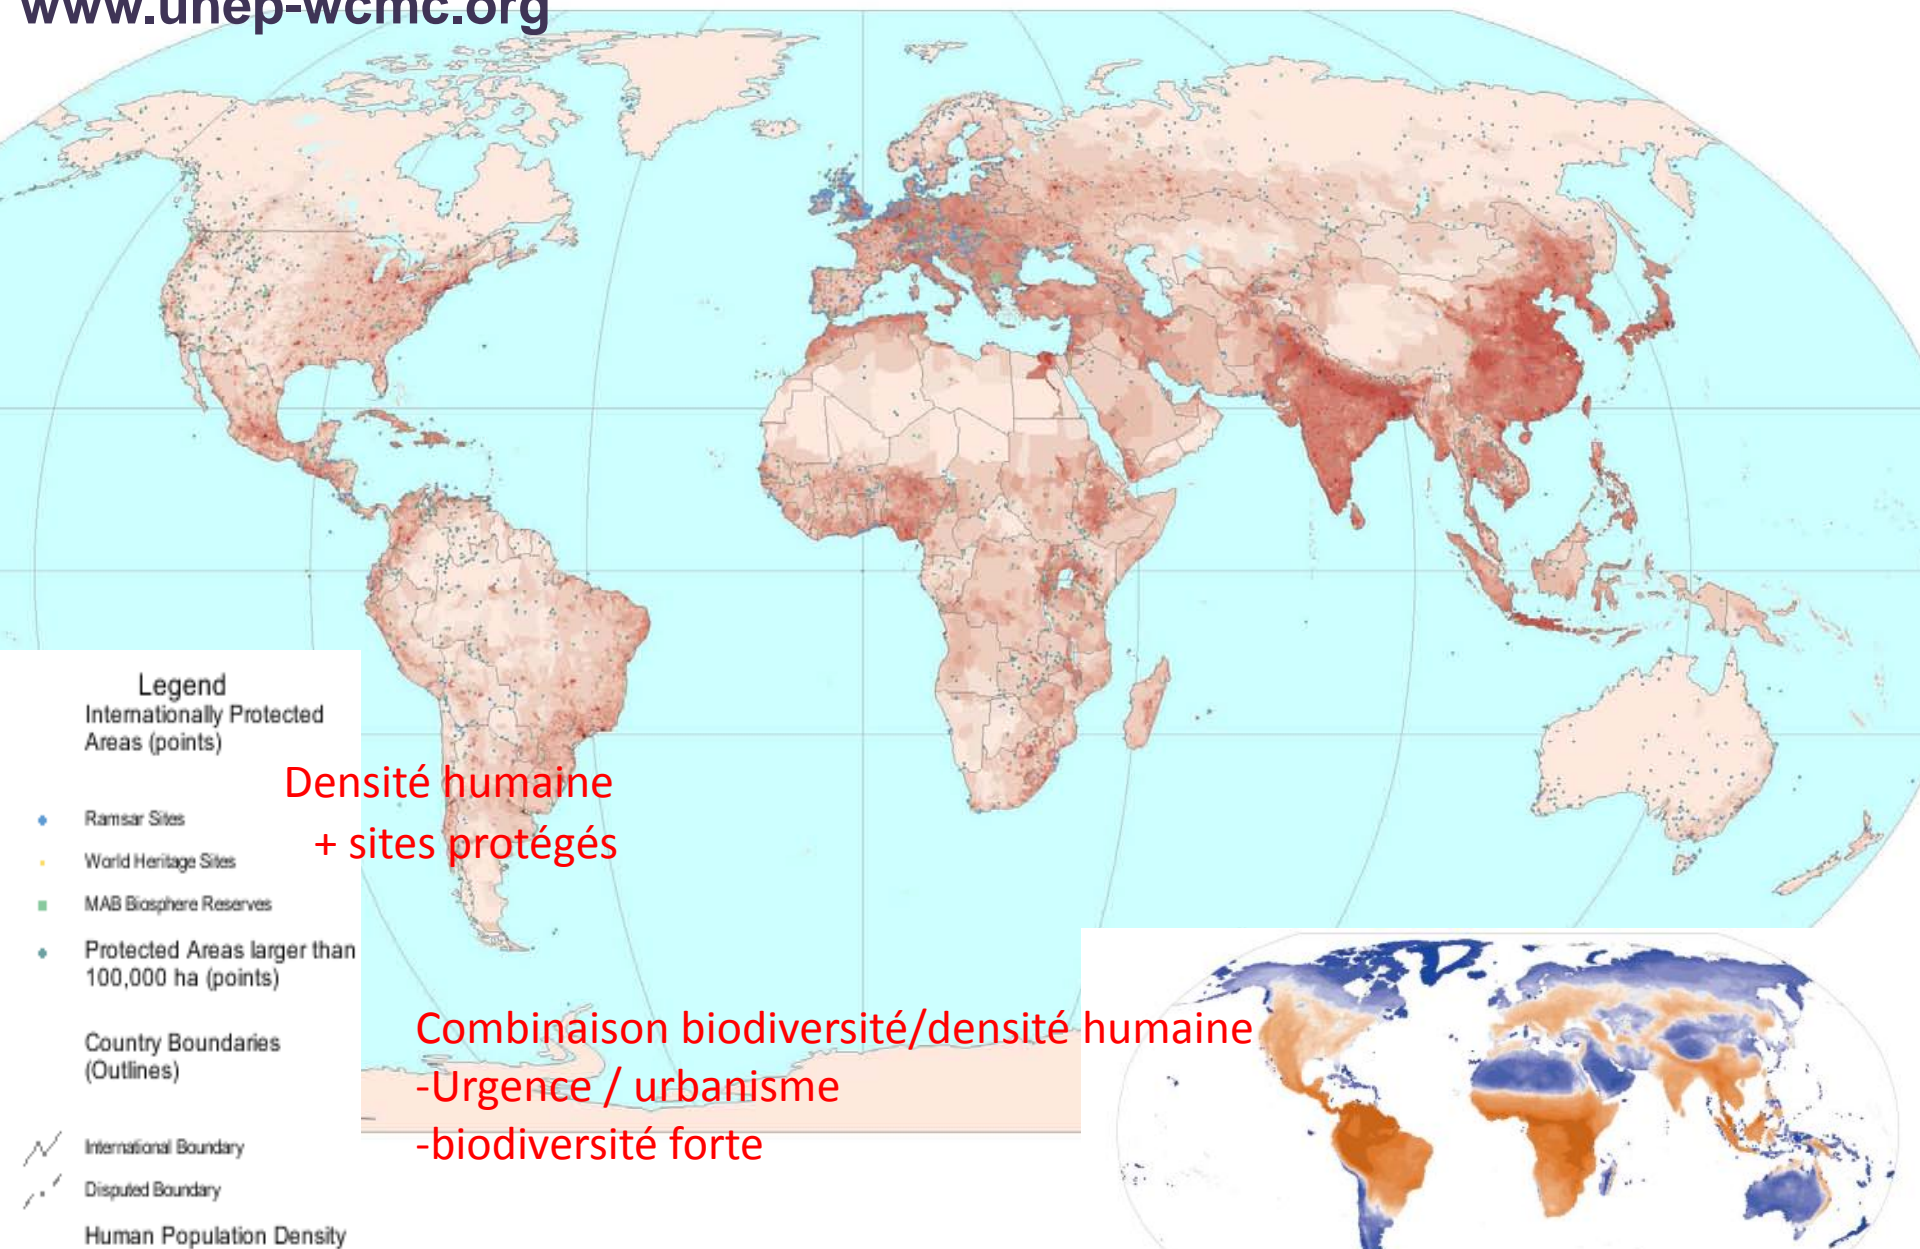 www.unep-wcmc.org
Legend
Internationally Protected
Areas (points)
Ramsar Sites
World Heritage Sites
MAB Biosphere Reserves
Protected Areas larger than
100,000 ha (points)
Country Boundaries
(Outlines)
International Boundary
Disputed Boundary
Human Population Density
Densité humaine
+ sites protégés
Combinaison biodiversité/densité humaine
-Urgence / urbanisme
-biodiversité forte